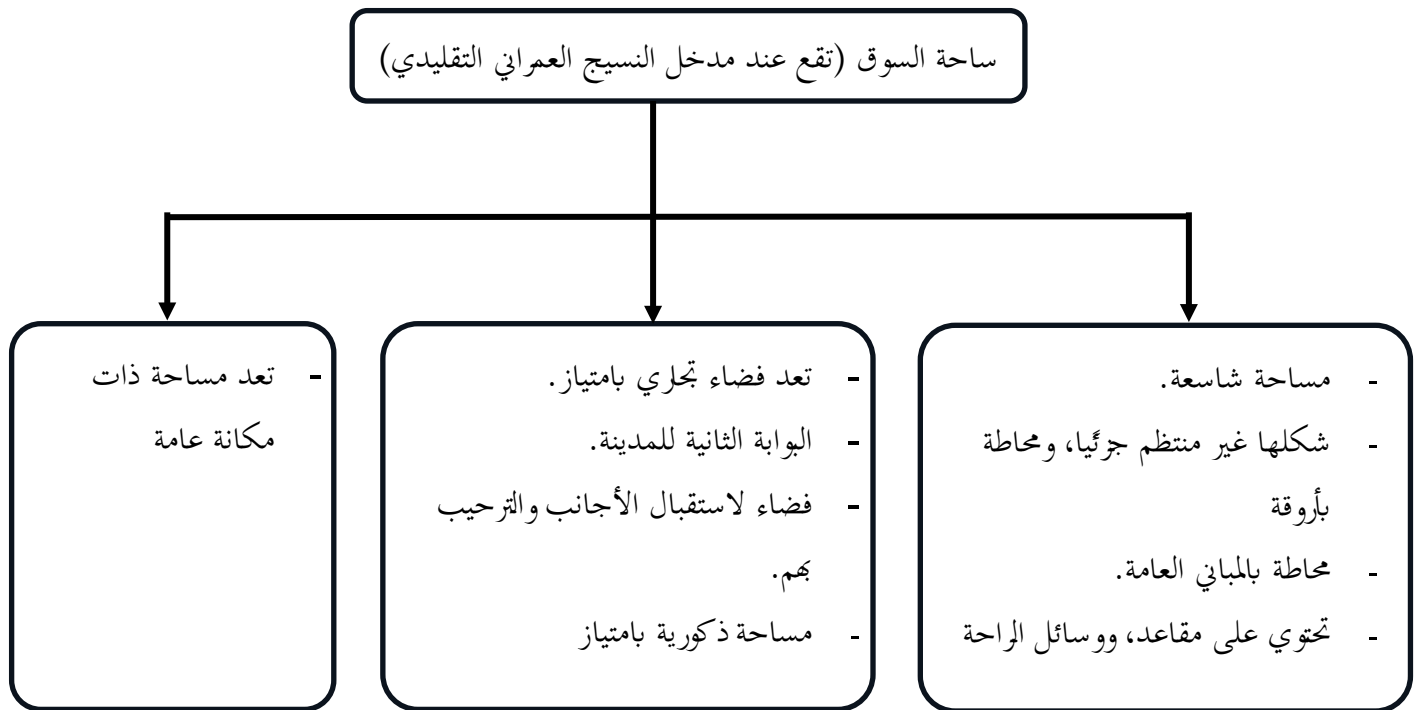 ساحة السوق (تقع عند مدخل النسيج العمراني التقليدي)
- مساحة شاسعة.
- شكلها غير منتظم جزئيا، ومحاطة
بأروقة
- محاطة بالمباني العامة.
- تحتوي على مقاعد، ووسائل الراحة
- تعد فضاء تجاري بامتياز.
- البوابة الثانية للمدينة.
- فضاء لاستقبال الأجانب والترحيب
بهم.
- مساحة ذكورية بامتياز
- تعد مساحة ذات
مكانة عامة